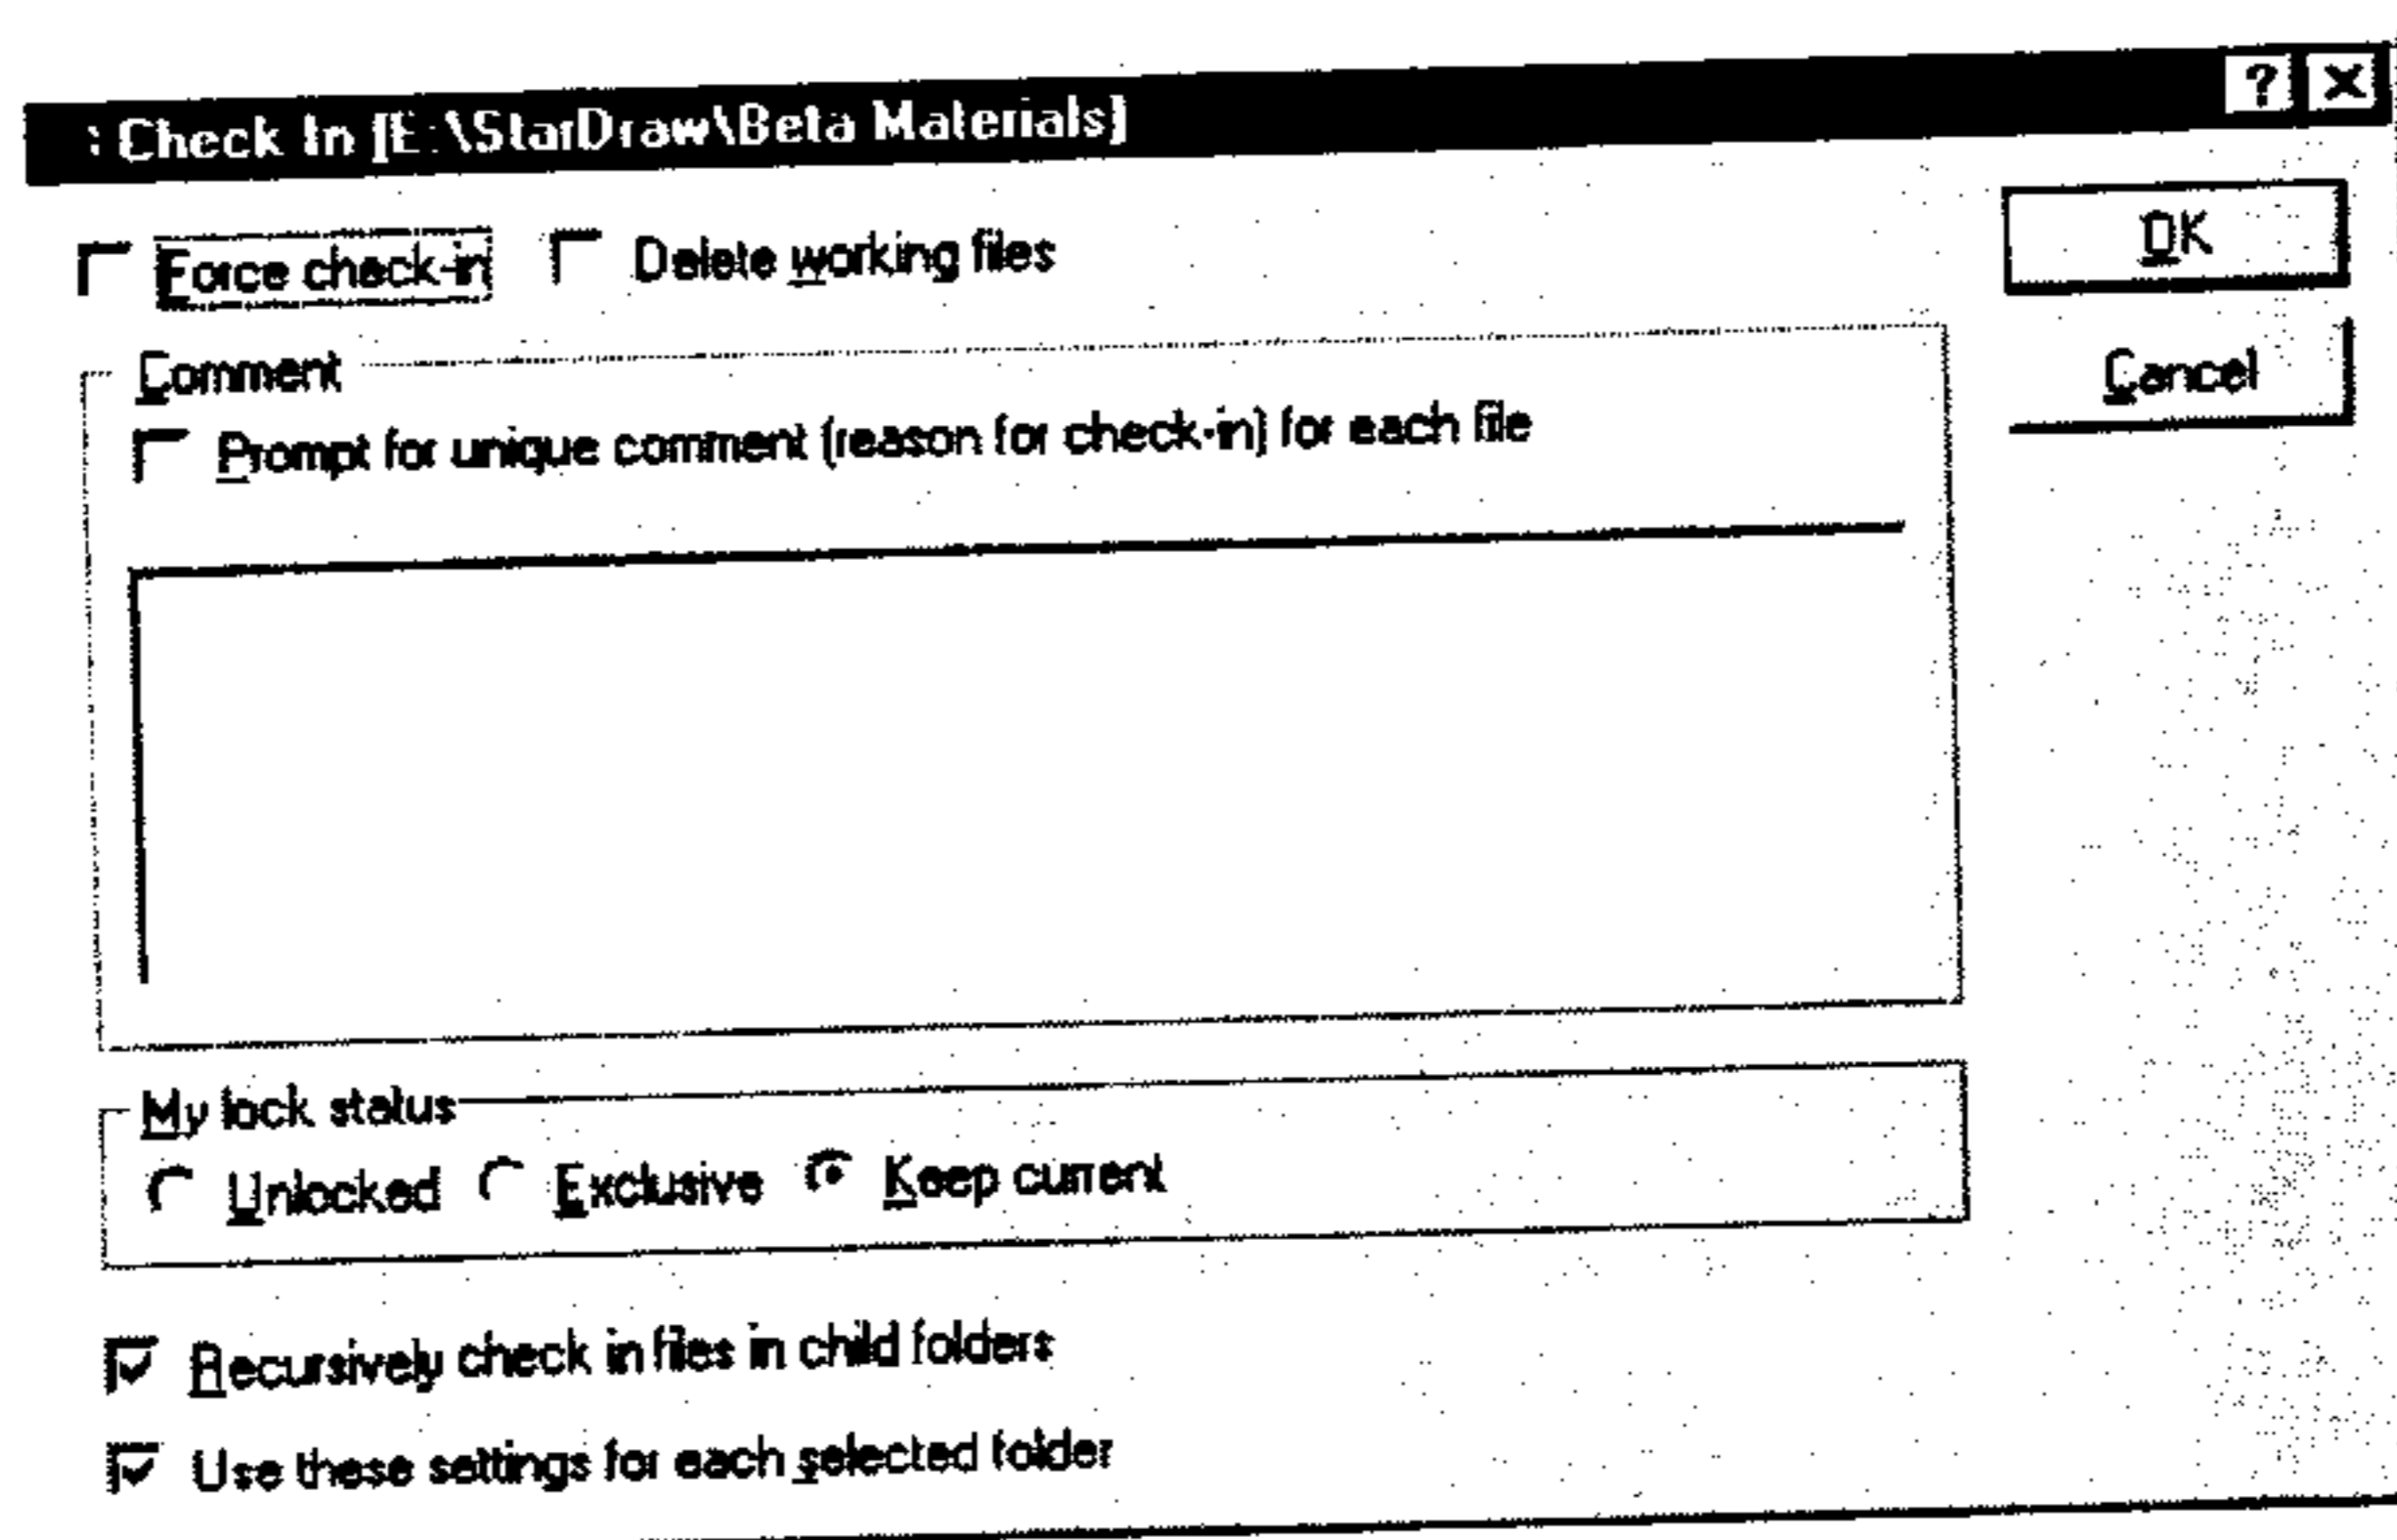 : Check In [E:\StarDraw\Beta Materials] ? X
Force check-in Delete working files OK
Comment Cancel
Prompt for unique comment (reason for check-in) for each file
My lock status
Unlocked Exclusive Keep current
Recursively check in files in child folders
Use these settings for each selected folder